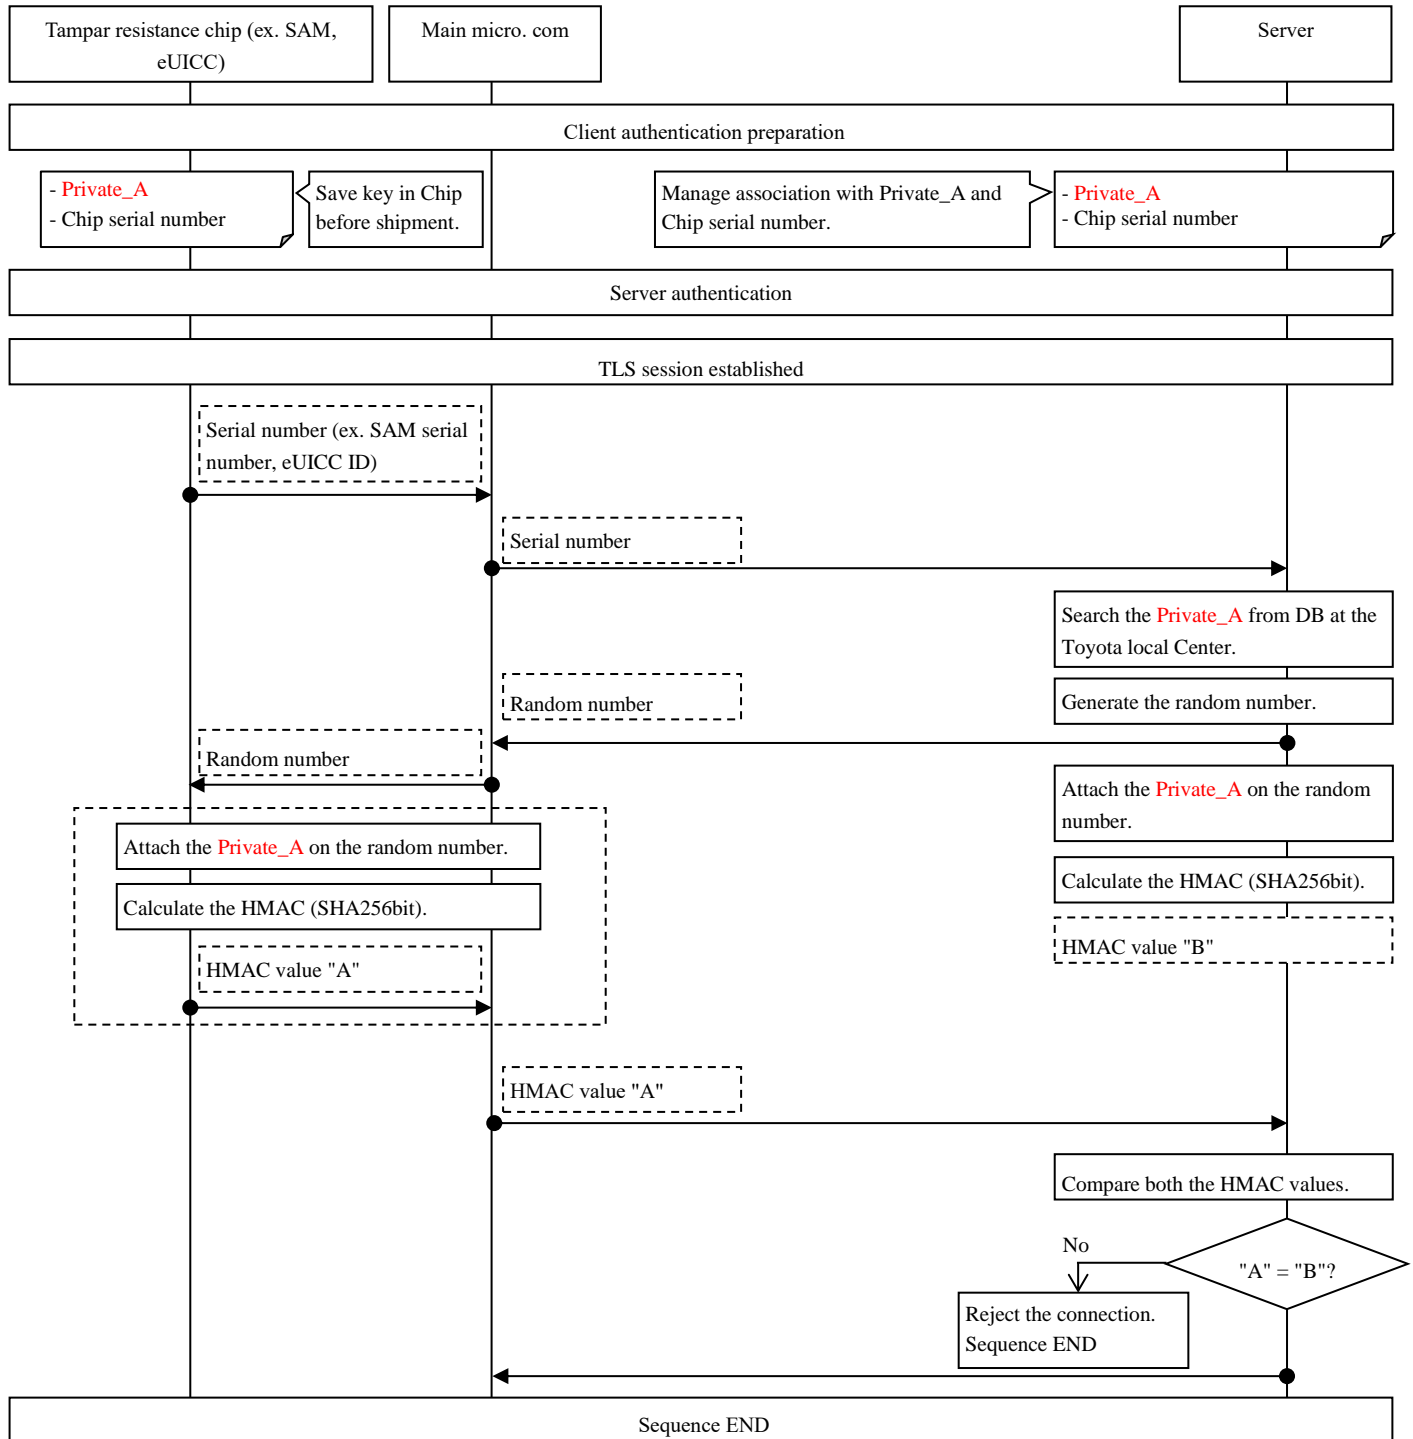 Tampar resistance chip (ex. SAM,
eUICC)
Main micro. com
Server
Client authentication preparation
- Private_A
- Chip serial number
Save key in Chip
before shipment.
Manage association with Private_A and
Chip serial number.
- Private_A
- Chip serial number
Server authentication
TLS session established
Serial number (ex. SAM serial
number, eUICC ID)
Serial number
Search the Private_A from DB at the
Toyota local Center.
Generate the random number.
Random number
Random number
Attach the Private_A on the random
number.
Attach the Private_A on the random number.
Calculate the HMAC (SHA256bit).
Calculate the HMAC (SHA256bit).
HMAC value "B"
HMAC value "A"
HMAC value "A"
Compare both the HMAC values.
"A" = "B"?
No
Reject the connection.
Sequence END
Sequence END